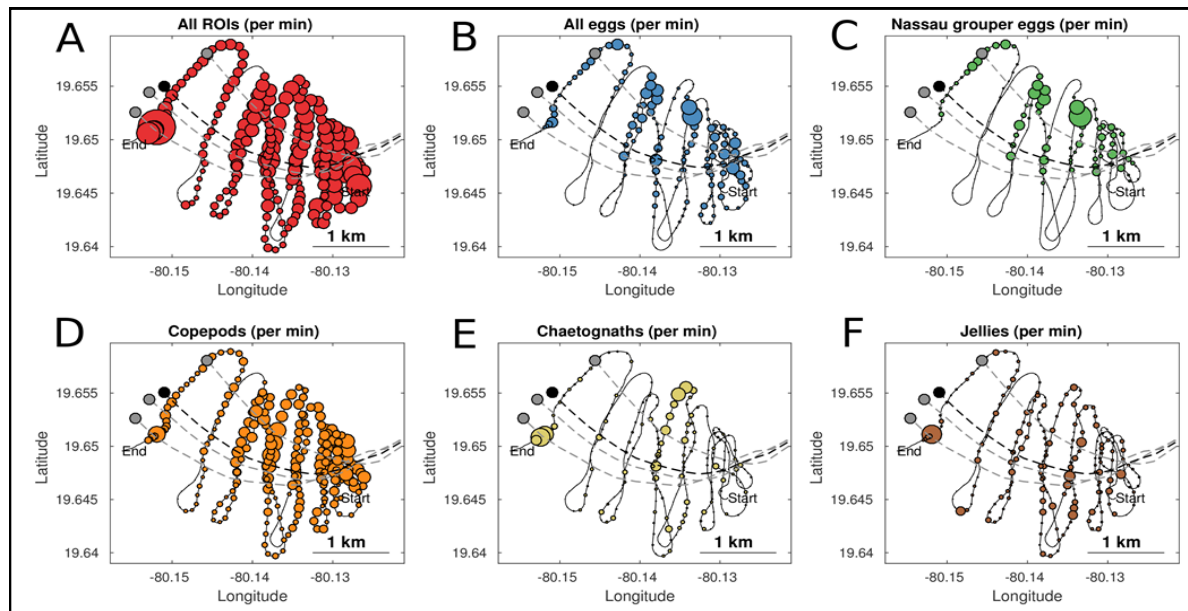 A All ROIs (per min)
19.655
19.65
19.645
19.64
Latitude
End
Start
1 km
-80.15 -80.14 -80.13
Longitude
B All eggs (per min)
19.655
19.65
19.645
19.64
Latitude
End
Start
1 km
-80.15 -80.14 -80.13
Longitude
C Nassau grouper eggs (per min)
19.655
19.65
19.645
19.64
Latitude
End
Start
1 km
-80.15 -80.14 -80.13
Longitude
D Copepods (per min)
19.655
19.65
19.645
19.64
Latitude
End
Start
1 km
-80.15 -80.14 -80.13
Longitude
E Chaetognaths (per min)
19.655
19.65
19.645
19.64
Latitude
End
Start
1 km
-80.15 -80.14 -80.13
Longitude
F Jellies (per min)
19.655
19.65
19.645
19.64
Latitude
End
Start
1 km
-80.15 -80.14 -80.13
Longitude